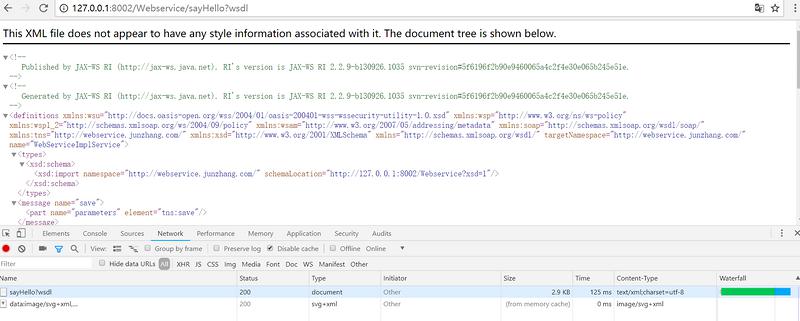 127.0.0.1:8002/Webservice/sayHello?wsdl
This XML file does not appear to have any style information associated with it. The document tree is shown below.
▼<!--
Published by JAX-WS RI (http://jax-ws.java.net). RI's version is JAX-WS RI 2.2.9-b130926.1035 svn-revision#5f6196f2b90e9460065a4c2f4e30e065b245e51e.
-->
▼<!--
Generated by JAX-WS RI (http://jax-ws.java.net). RI's version is JAX-WS RI 2.2.9-b130926.1035 svn-revision#5f6196f2b90e9460065a4c2f4e30e065b245e51e.
-->
▼<definitions xmlns:wsu="http://docs.oasis-open.org/wss/2004/01/oasis-200401-wss-wssecurity-utility-1.0.xsd" xmlns:wsp="http://www.w3.org/ns/ws-policy"
xmlns:wsp1_2="http://schemas.xmlsoap.org/ws/2004/09/policy" xmlns:wsam="http://www.w3.org/2007/05/addressing/metadata" xmlns:soap="http://schemas.xmlsoap.org/wsdl/soap/"
xmlns:tns="http://webservice.junzhang.com/" xmlns:xsd="http://www.w3.org/2001/XMLSchema" xmlns="http://schemas.xmlsoap.org/wsdl/" targetNamespace="http://webservice.junzhang.com/"
name="WebServiceImplService">
▼<types>
▼<xsd:schema>
<xsd:import namespace="http://webservice.junzhang.com/" schemaLocation="http://127.0.0.1:8002/Webservice?xsd=1"/>
</xsd:schema>
</types>
▼<message name="save">
<part name="parameters" element="tns:save"/>
</message>
Elements Console Sources Network Performance Memory Application Security Audits
View: Group by frame Preserve log Disable cache Offline Online
Filter Hide data URLs All XHR JS CSS Img Media Font Doc WS Manifest Other
Name Status Type Initiator Size Time Content-Type Waterfall
sayHello?wsdl 200 document Other 2.9 KB 125 ms text/xml;charset=utf-8
data:image/svg+xml,... 200 svg+xml Other (from memory cache) 0 ms image/svg+xml